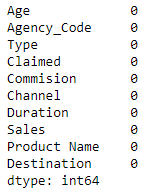 Age 0
Agency_Code 0
Type 0
Claimed 0
Commision 0
Channel 0
Duration 0
Sales 0
Product Name 0
Destination 0
dtype: int64